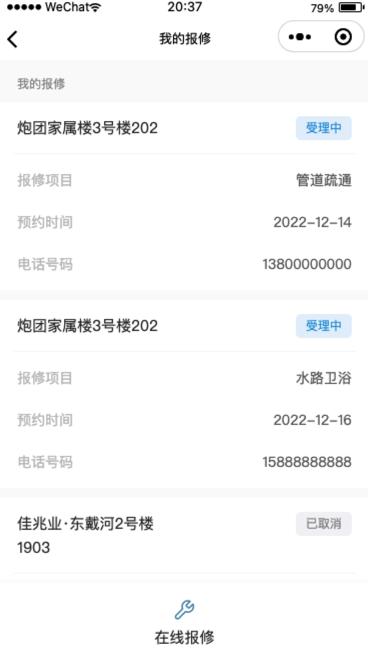 WeChat 20:37 79%
我的报修
我的报修
炮团家属楼3号楼202 受理中
报修项目 管道疏通
预约时间 2022-12-14
电话号码 13800000000
炮团家属楼3号楼202 受理中
报修项目 水路卫浴
预约时间 2022-12-16
电话号码 15888888888
佳兆业·东戴河2号楼 已取消
1903
在线报修